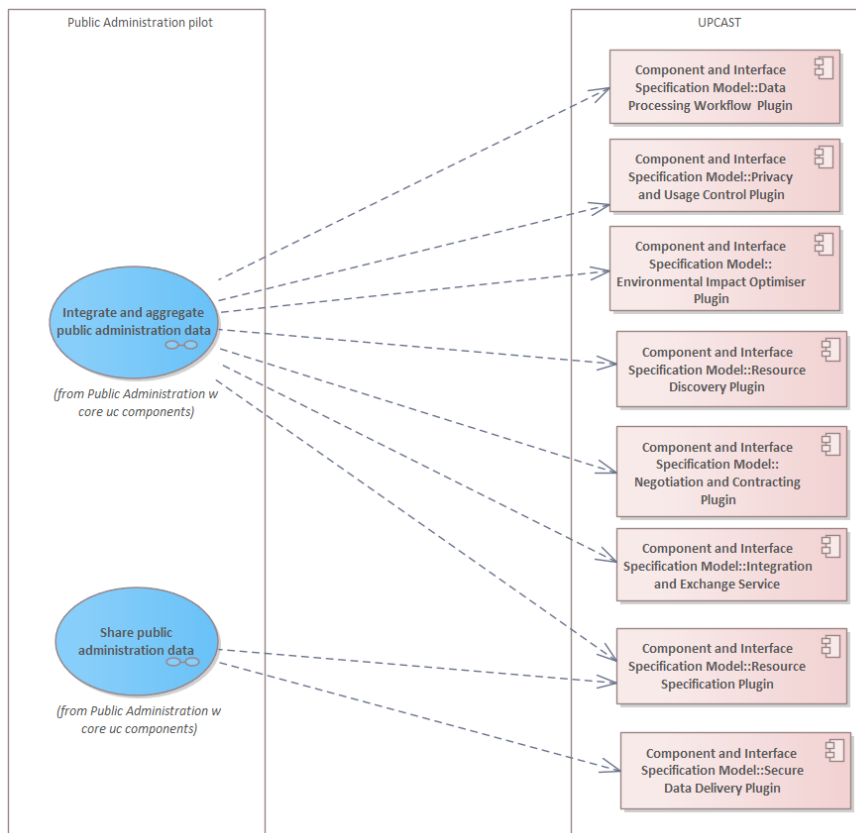 Public Administration pilot
UPCAST
Component and Interface
Specification Model::Data
Processing Workflow Plugin
Component and Interface
Specification Model::Privacy
and Usage Control Plugin
Component and Interface
Specification Model::
Environmental Impact Optimiser
Plugin
Integrate and aggregate
public administration data
(from Public Administration w
core uc components)
Component and Interface
Specification Model::Resource
Discovery Plugin
Component and Interface
Specification Model::
Negotiation and Contracting
Plugin
Component and Interface
Specification Model::Integration
and Exchange Service
Share public
administration data
(from Public Administration w
core uc components)
Component and Interface
Specification Model::Resource
Specification Plugin
Component and Interface
Specification Model::Secure
Data Delivery Plugin